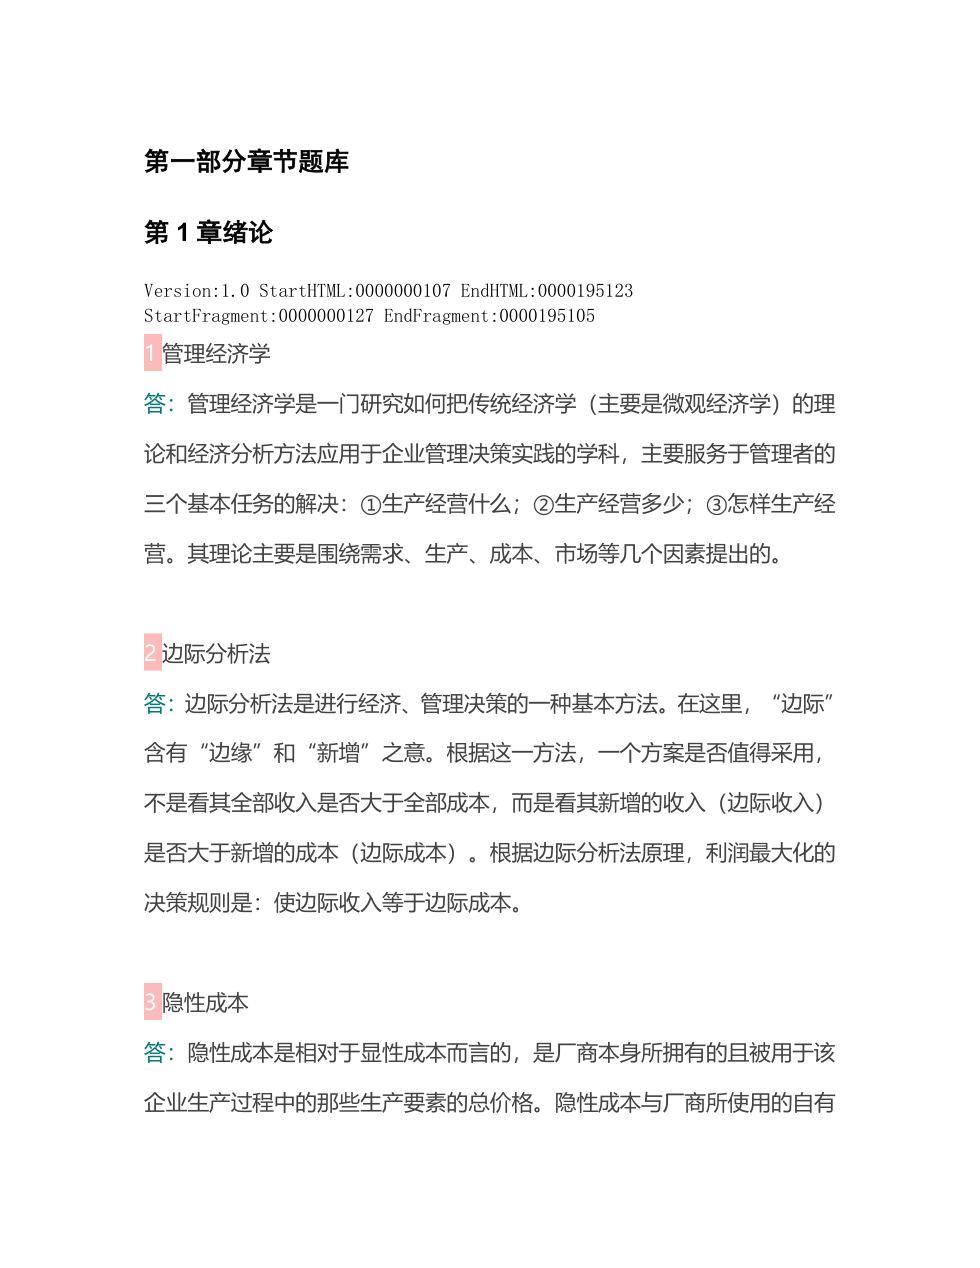 第一部分章节题库
第 1 章绪论
Version:1.0 StartHTML:0000000107 EndHTML:0000195123
StartFragment:0000000127 EndFragment:0000195105
1 管理经济学
答：管理经济学是一门研究如何把传统经济学（主要是微观经济学）的理
论和经济分析方法应用于企业管理决策实践的学科，主要服务于管理者的
三个基本任务的解决：①生产经营什么；②生产经营多少；③怎样生产经
营。其理论主要是围绕需求、生产、成本、市场等几个因素提出的。
2 边际分析法
答：边际分析法是进行经济、管理决策的一种基本方法。在这里，“边际”
含有“边缘”和“新增”之意。根据这一方法，一个方案是否值得采用，
不是看其全部收入是否大于全部成本，而是看其新增的收入（边际收入）
是否大于新增的成本（边际成本）。根据边际分析法原理，利润最大化的
决策规则是：使边际收入等于边际成本。
3 隐性成本
答：隐性成本是相对于显性成本而言的，是厂商本身所拥有的且被用于该
企业生产过程中的那些生产要素的总价格。隐性成本与厂商所使用的自有